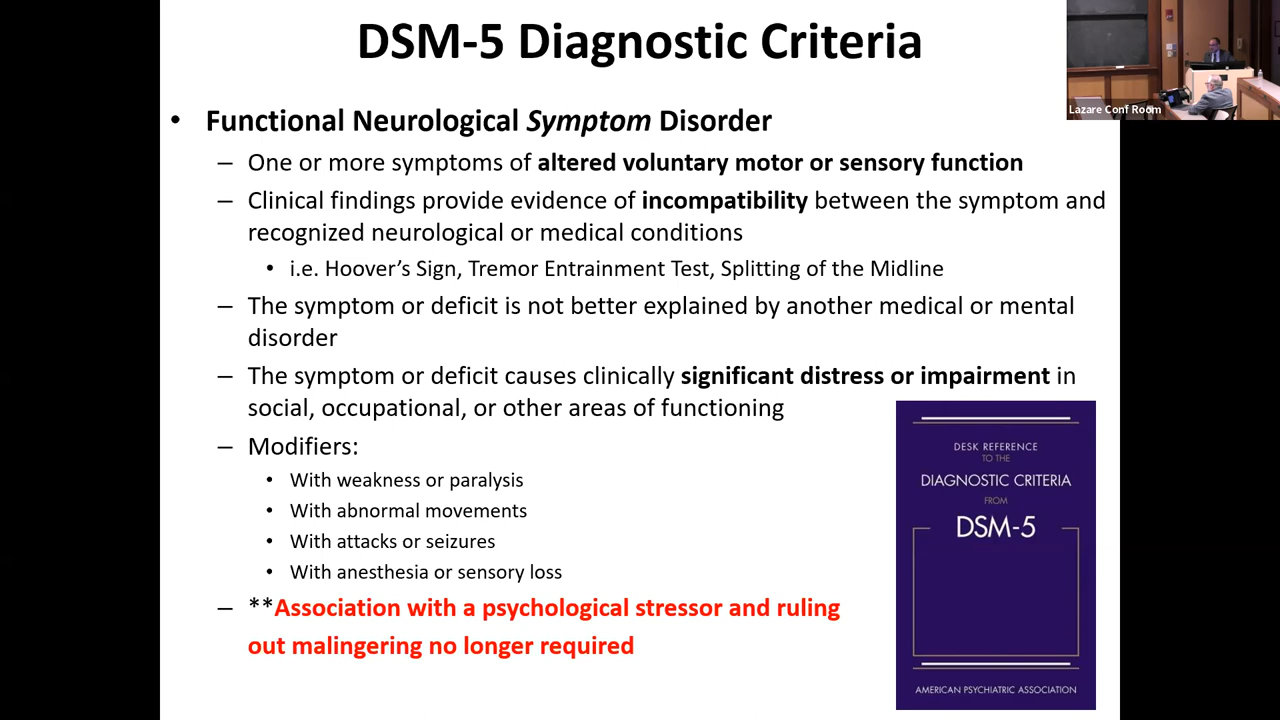 DSM-5 Diagnostic Criteria
Lazare Conf Room
• Functional Neurological Symptom Disorder
– One or more symptoms of altered voluntary motor or sensory function
– Clinical findings provide evidence of incompatibility between the symptom and
recognized neurological or medical conditions
• i.e. Hoover's Sign, Tremor Entrainment Test, Splitting of the Midline
– The symptom or deficit is not better explained by another medical or mental
disorder
– The symptom or deficit causes clinically significant distress or impairment in
social, occupational, or other areas of functioning
– Modifiers:
• With weakness or paralysis
• With abnormal movements
• With attacks or seizures
• With anesthesia or sensory loss
– **Association with a psychological stressor and ruling
out malingering no longer required
DESK REFERENCE
TO THE
DIAGNOSTIC CRITERIA
FROM
DSM-5
AMERICAN PSYCHIATRIC ASSOCIATION